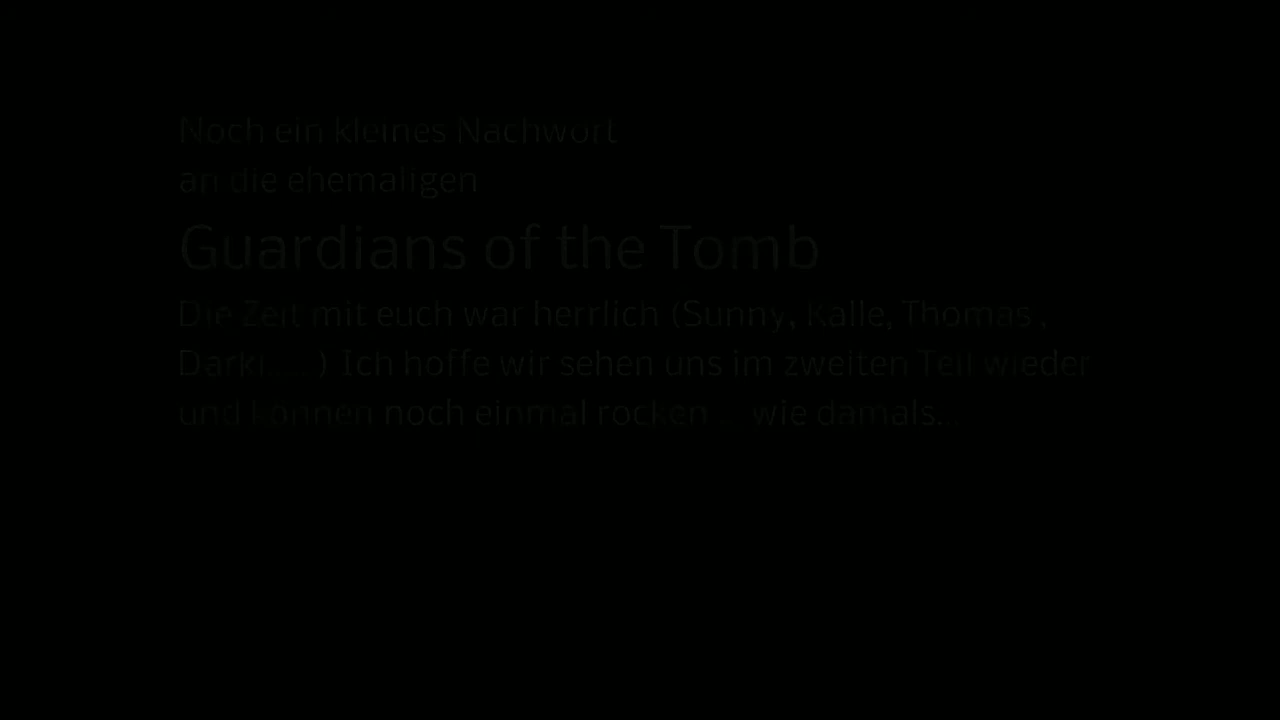 Noch ein kleines Nachwort
an die ehemaligen
Guardians of the Tomb
Die Zeit mit euch war herrlich (Sunny, Kalle, Thomas ,
Darki..... ) Ich hoffe wir sehen uns im zweiten Teil wieder
und können noch einmal rocken ... wie damals...